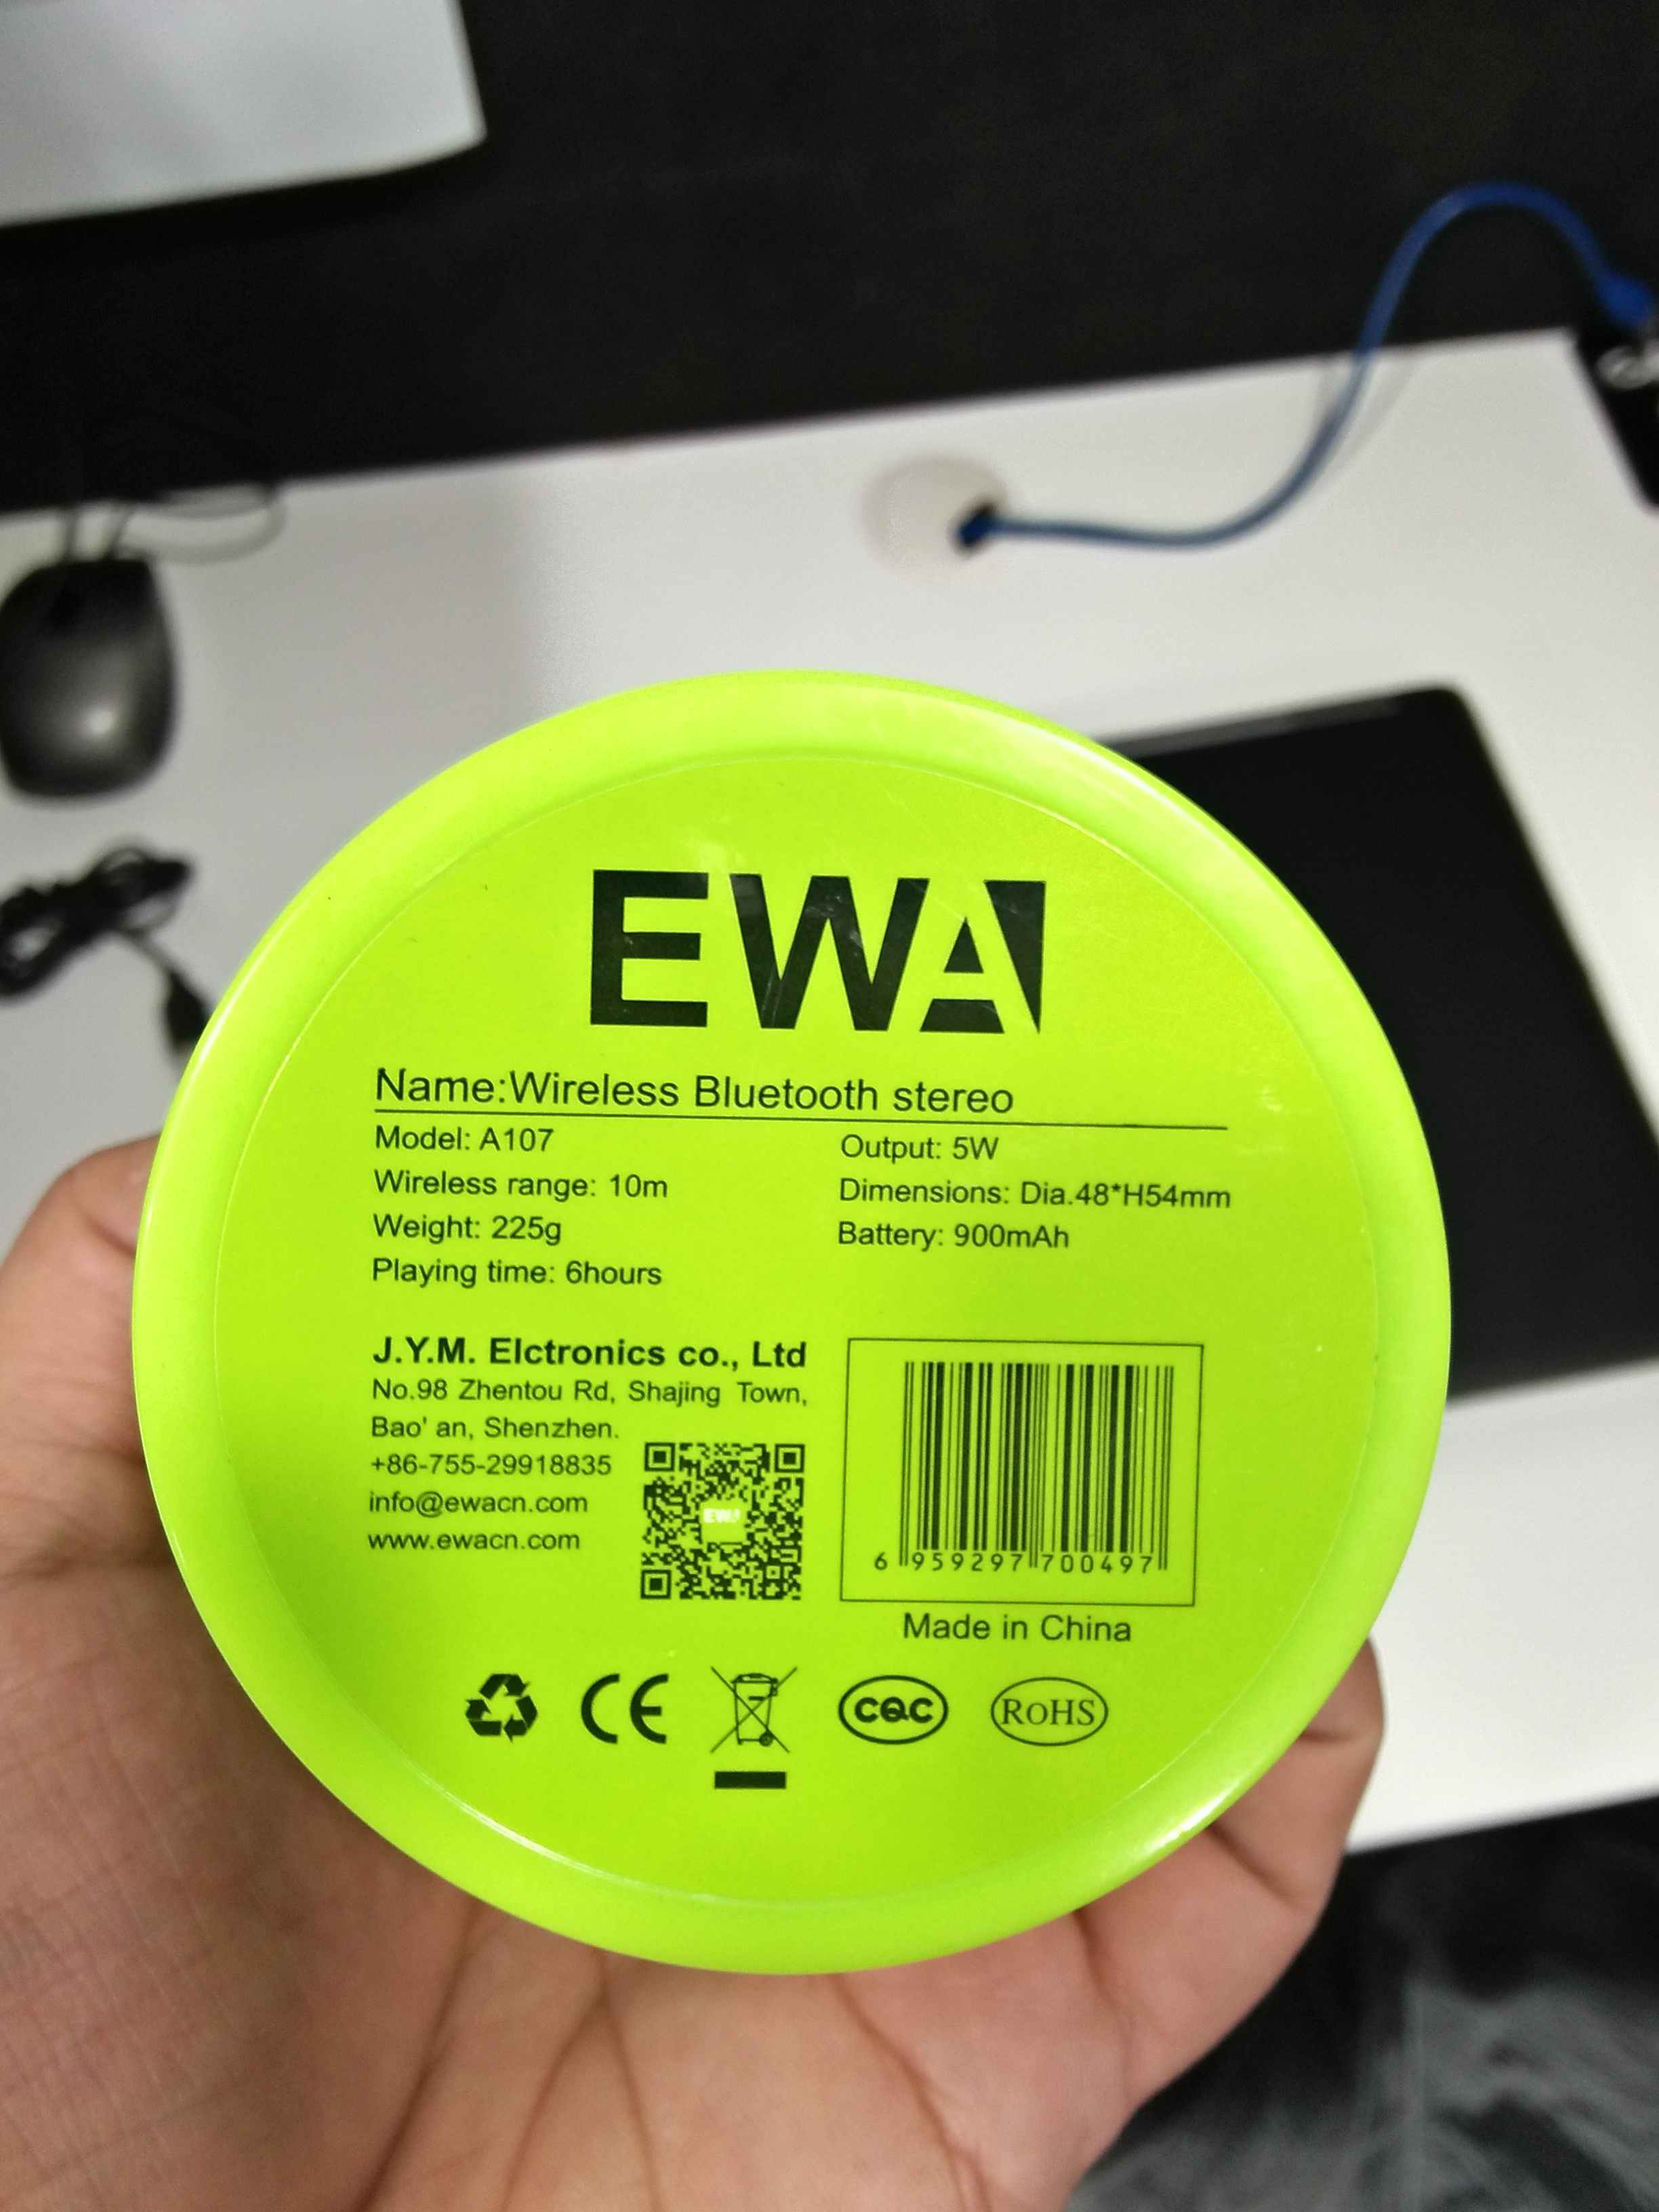 EWA
Name:Wireless Bluetooth stereo
Model: A107
Wireless range: 10m
Weight: 225g
Playing time: 6hours
Output: 5W
Dimensions: Dia.48*H54mm
Battery: 900mAh
J.Y.M. Elctronics co., Ltd
No.98 Zhentou Rd, Shajing Town,
Bao' an, Shenzhen.
+86-755-29918835
info@ewacn.com
www.ewacn.com
EWA
6 959297 700497
Made in China
CE
CQC
RoHS